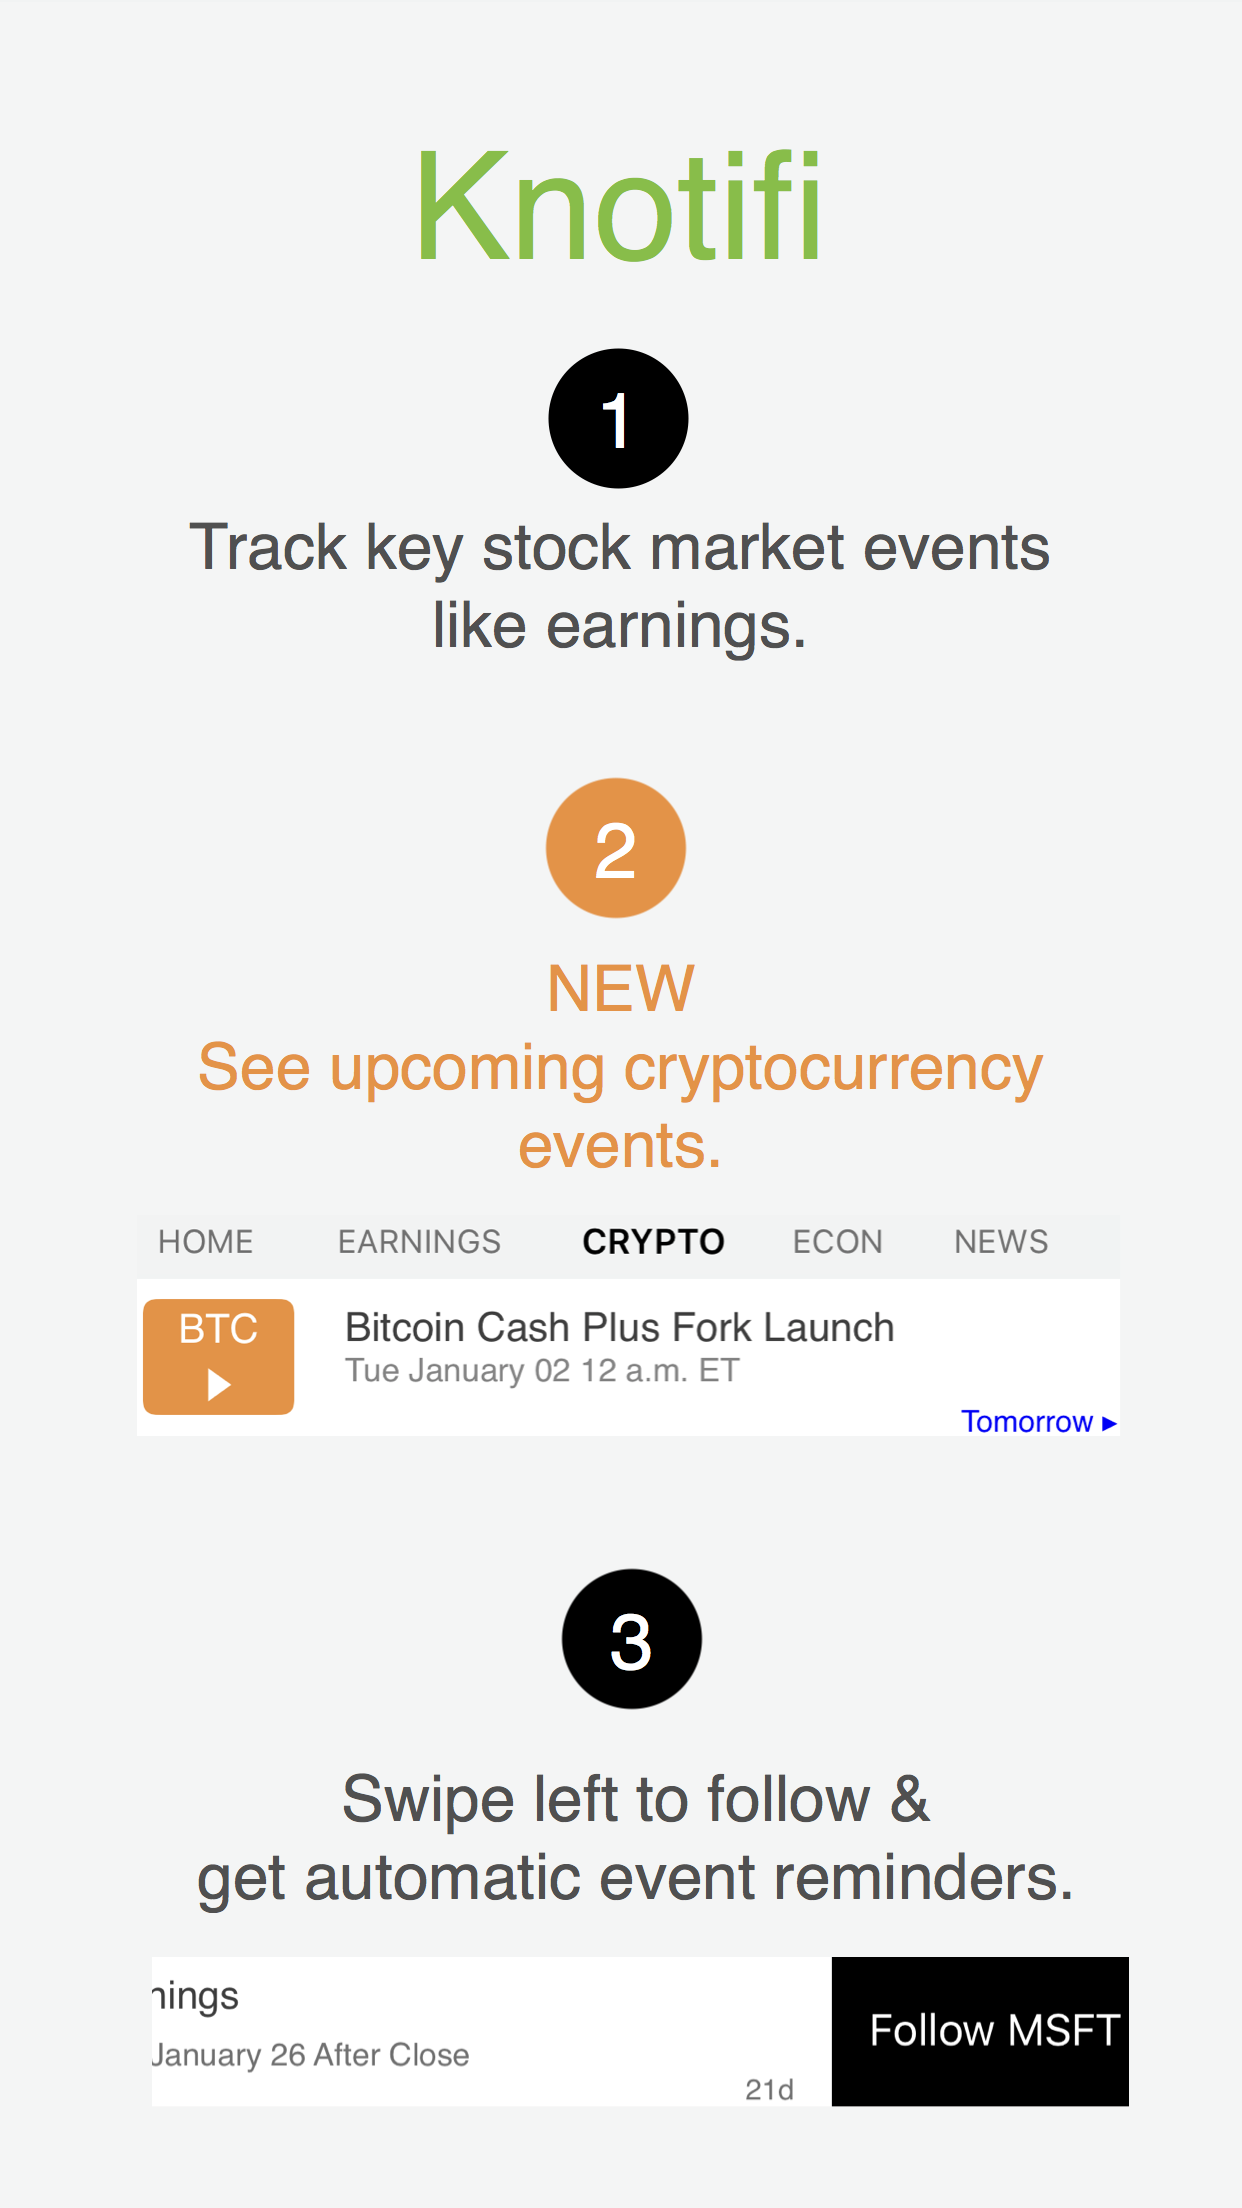 Knotifi
1
Track key stock market events
like earnings.
2
NEW
See upcoming cryptocurrency
events.
HOME EARNINGS CRYPTO ECON NEWS
BTC Bitcoin Cash Plus Fork Launch
Tue January 02 12 a.m. ET
Tomorrow ▸
3
Swipe left to follow &
get automatic event reminders.
nings
January 26 After Close
21d
Follow MSFT